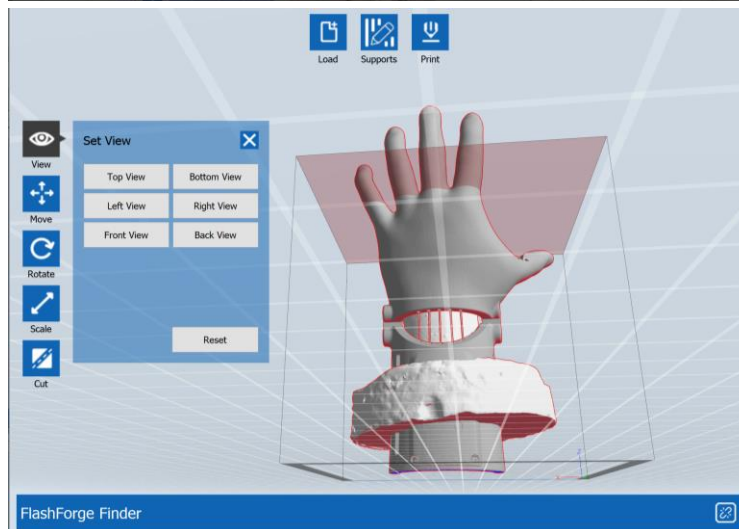 Load Supports Print
View
Set View
Top View Bottom View
Left View Right View
Front View Back View
Move
Rotate
Scale
Reset
Cut
FlashForge Finder